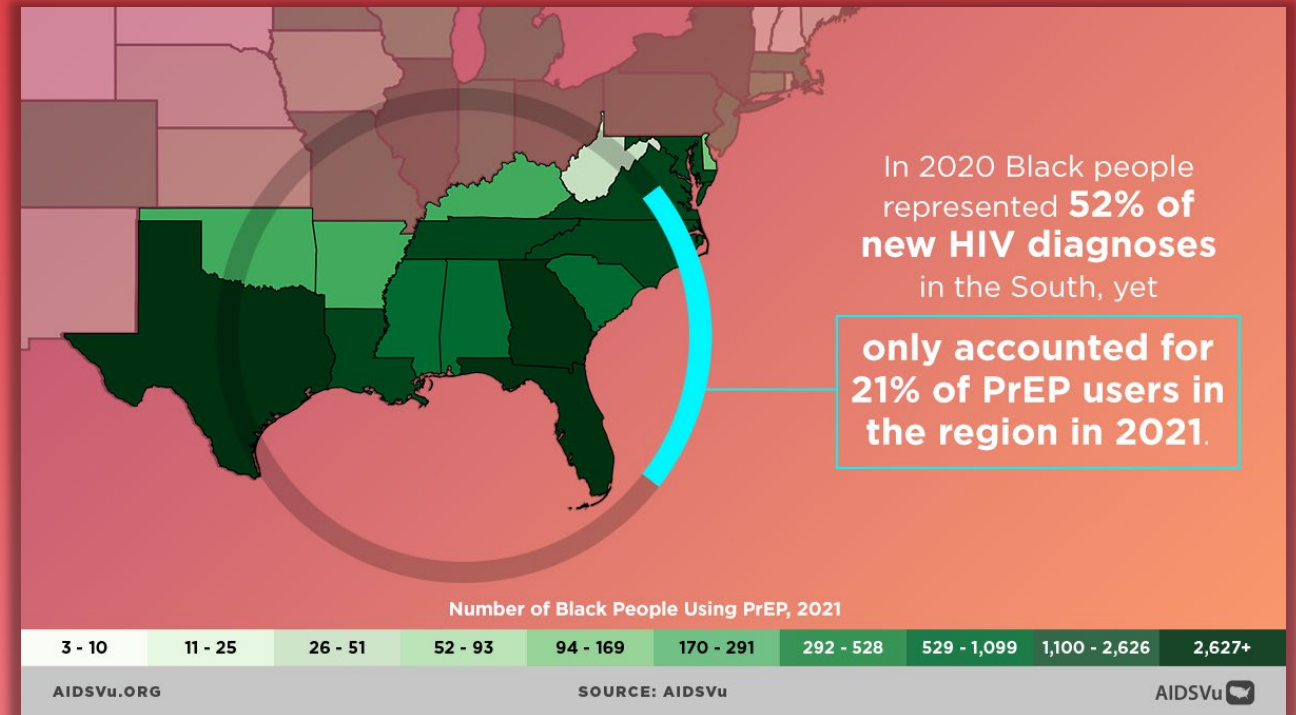 In 2020 Black people
represented 52% of
new HIV diagnoses
in the South, yet
only accounted for
21% of PrEP users in
the region in 2021.
Number of Black People Using PrEP, 2021
3 - 10 11 - 25 26 - 51 52 - 93 94 - 169 170 - 291 292 - 528 529 - 1,099 1,100 - 2,626 2,627+
AIDSVu.ORG SOURCE: AIDSVu AIDSVu